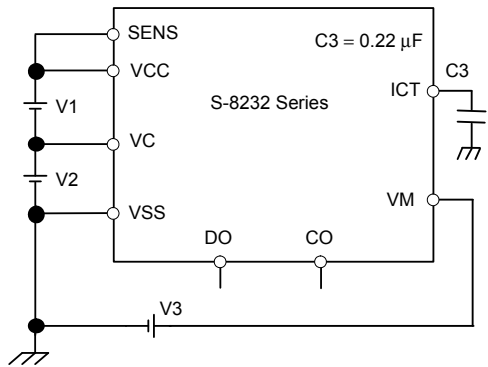 SENS
C3 = 0.22 μF
VCC
C3
ICT
V1
S-8232 Series
VC
V2
VM
VSS
DO
CO
V3